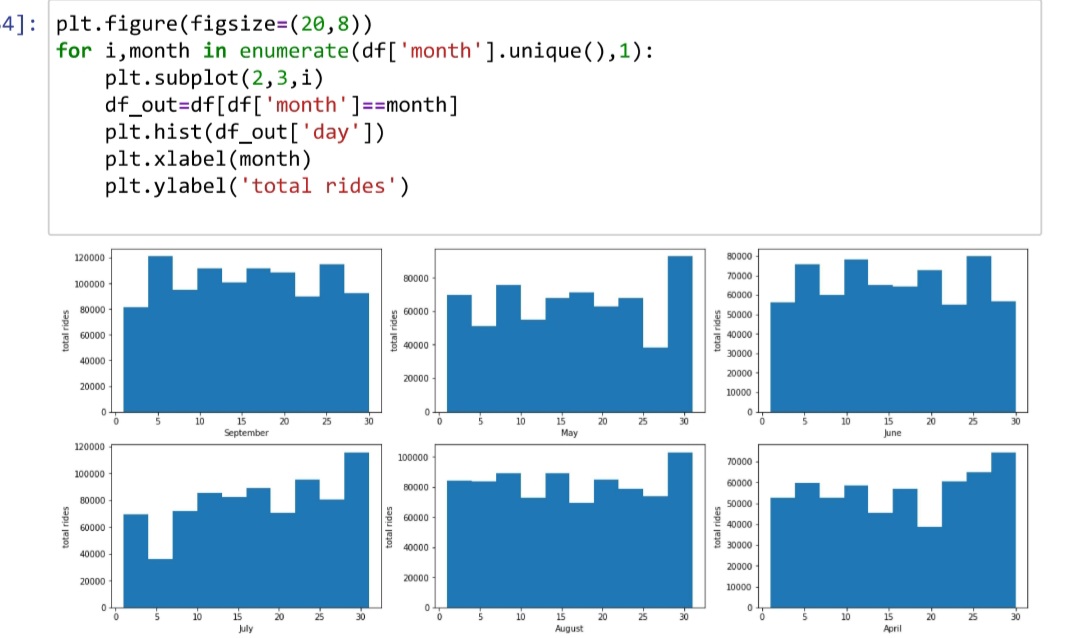 4]: plt.figure(figsize=(20,8))
for i,month in enumerate(df['month'].unique(),1):
    plt.subplot(2,3,i)
    df_out=df[df['month']==month]
    plt.hist(df_out['day'])
    plt.xlabel(month)
    plt.ylabel('total rides')
120000
100000
80000
60000
40000
20000
0
total rides
0 5 10 15 20 25 30
September
80000
60000
40000
20000
0
total rides
0 5 10 15 20 25 30
May
80000
70000
60000
50000
40000
30000
20000
10000
0
total rides
0 5 10 15 20 25 30
June
120000
100000
80000
60000
40000
20000
0
total rides
0 5 10 15 20 25 30
July
100000
80000
60000
40000
20000
0
total rides
0 5 10 15 20 25 30
August
70000
60000
50000
40000
30000
20000
10000
0
total rides
0 5 10 15 20 25 30
April